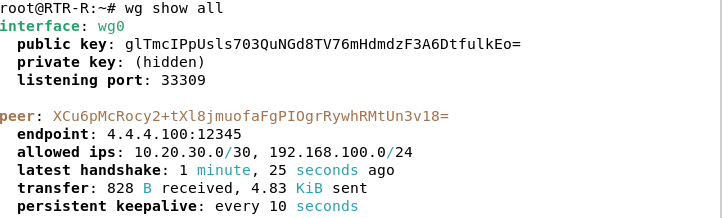 root@RTR-R:~# wg show all
interface: wg0
public key: glTmcIPpUsls703QuNGd8TV76mHdmdzF3A6DtfulkEo=
private key: (hidden)
listening port: 33309
peer: XCu6pMcRocy2+tXl8jmuofaFgPIOgrRywhRMtUn3v18=
endpoint: 4.4.4.100:12345
allowed ips: 10.20.30.0/30, 192.168.100.0/24
latest handshake: 1 minute, 25 seconds ago
transfer: 828 B received, 4.83 KiB sent
persistent keepalive: every 10 seconds